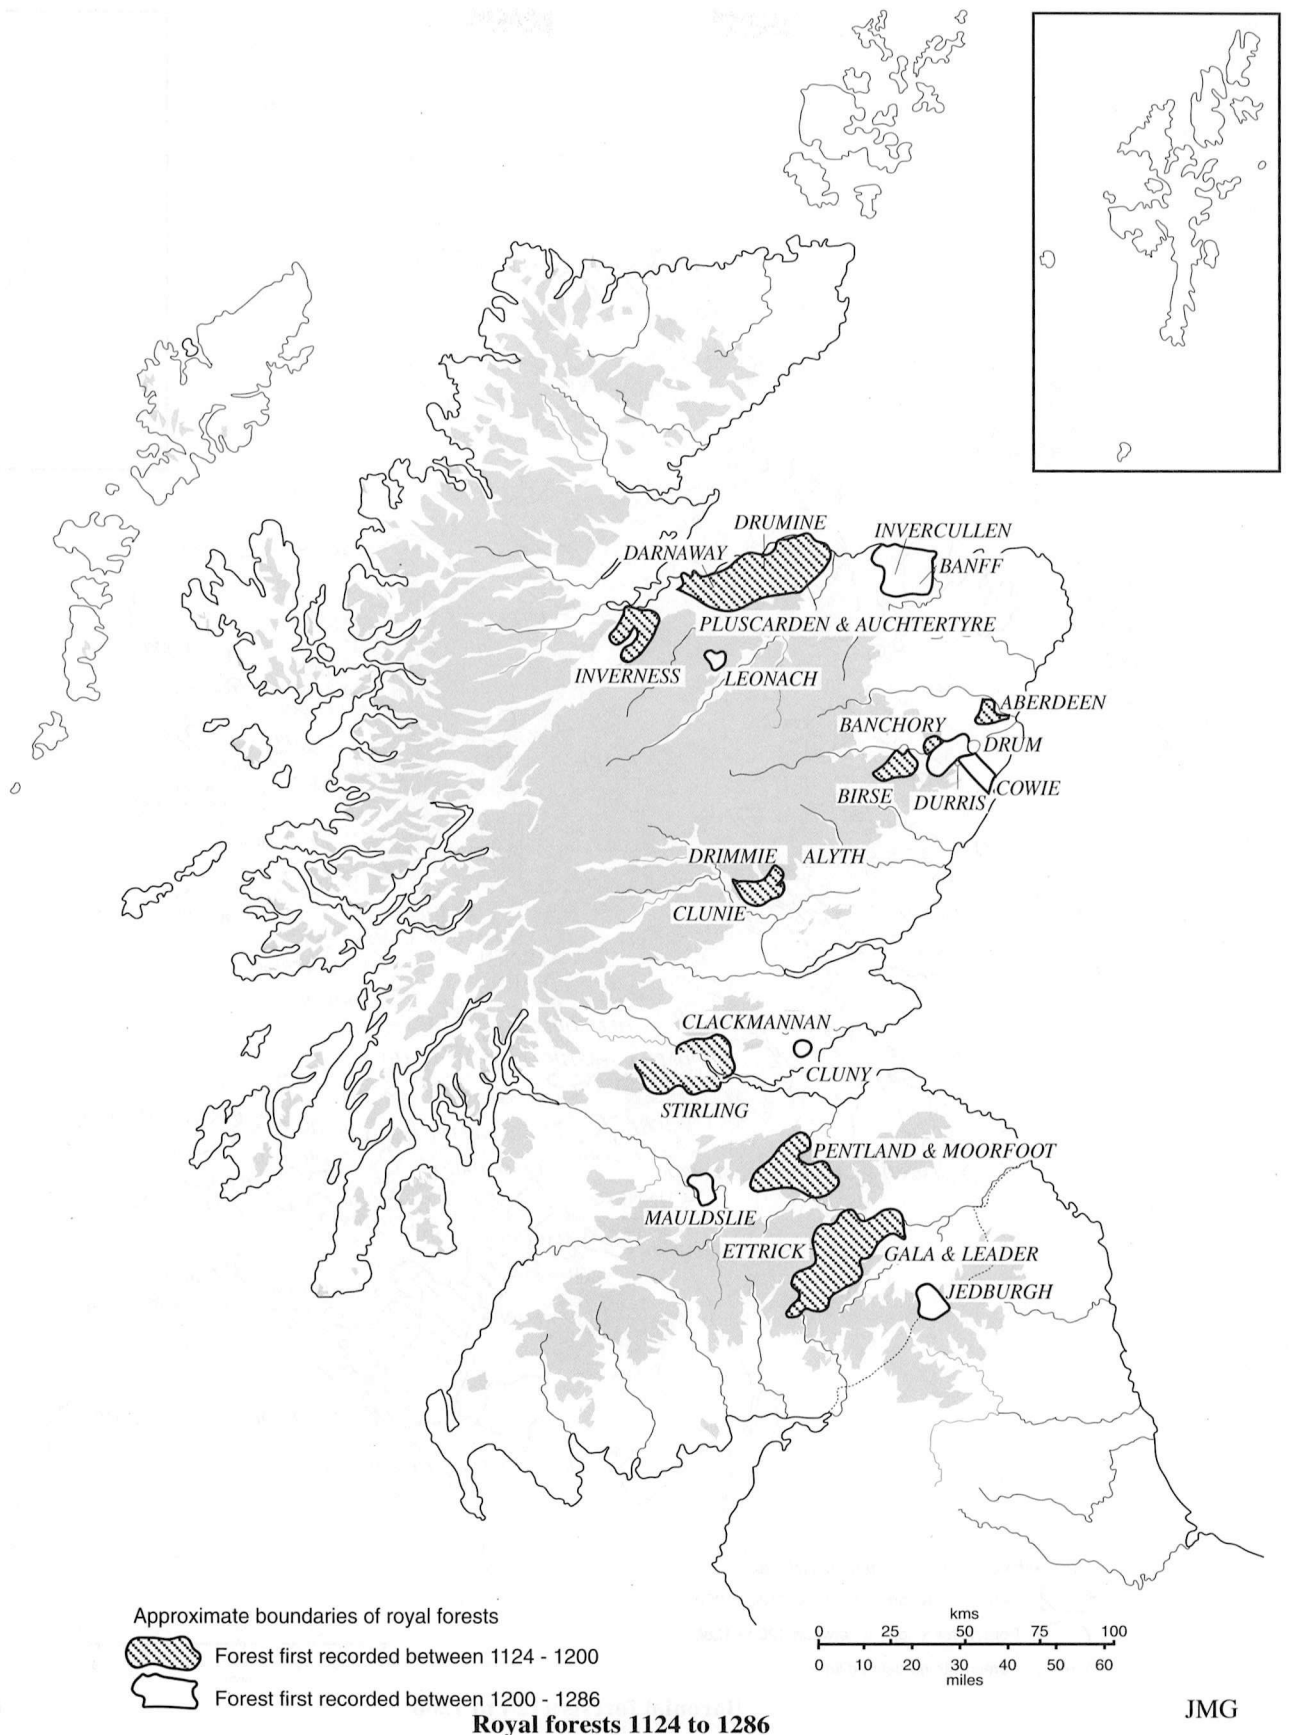 DRUMINE
INVERCULLEN
DARNAWAY
BANFF
PLUSCARDEN & AUCHTERTYRE
INVERNESS
LEONACH
ABERDEEN
BANCHORY
DRUM
BIRSE
DURRIS
COWIE
DRIMMIE
ALYTH
CLUNIE
CLACKMANNAN
CLUNY
STIRLING
PENTLAND & MOORFOOT
MAULDSLIE
ETTRICK
GALA & LEADER
JEDBURGH
Approximate boundaries of royal forests
Forest first recorded between 1124 - 1200
Forest first recorded between 1200 - 1286
kms
0 25 50 75 100
0 10 20 30 40 50 60
miles
JMG
Royal forests 1124 to 1286